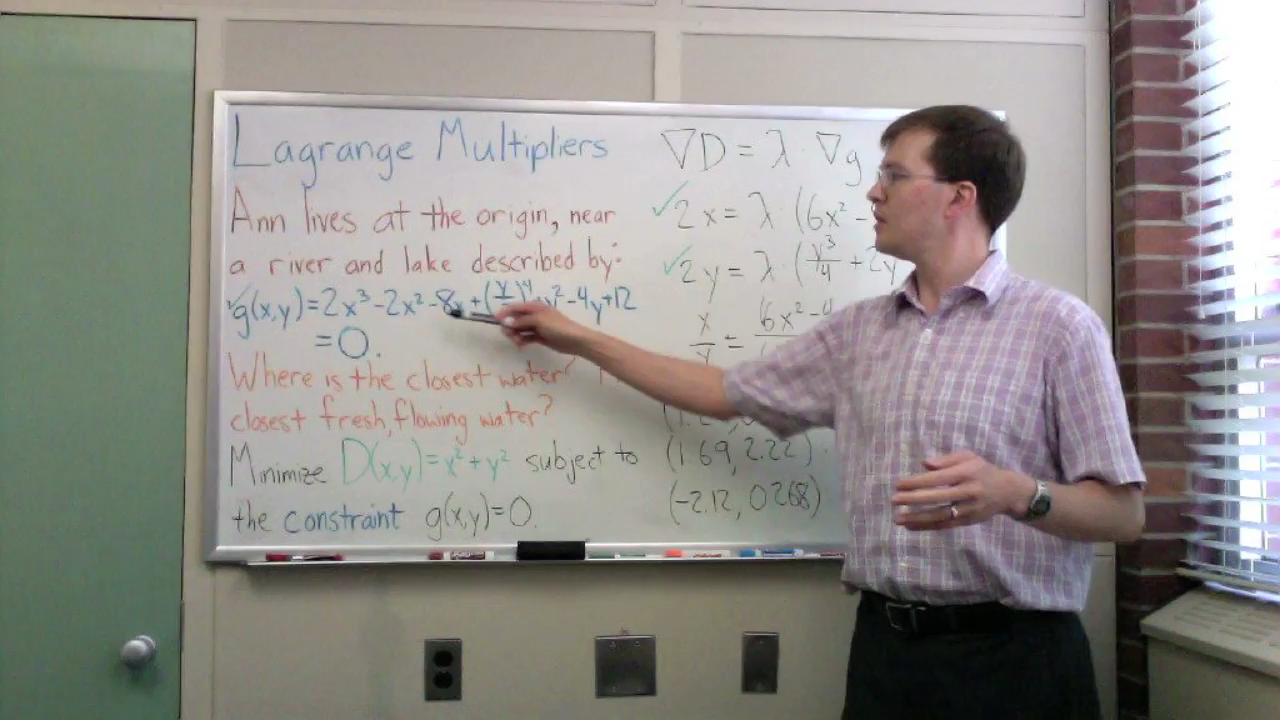 Lagrange Multipliers
Ann lives at the origin, near
a river and lake described by:
g(x,y)=2x³-2x²-8x+(y/ )⁴ y²-4y+12
=0.
Where is the closest water?
closest fresh, flowing water?
Minimize D(x,y)=x²+y² subject to
the constraint g(x,y)=0.
∇D = λ · ∇g
✓2x = λ · (6x² -
✓2y = λ · (y³/4 + 2y
x/y = 6x²-4
(1.69, 2.22)
(-2.12, 0.268)